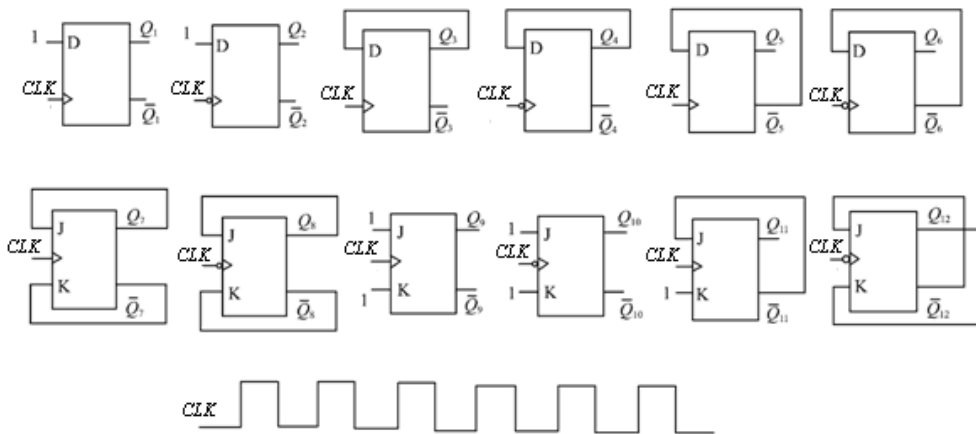 1 D Q₁ 1 D Q₂ D Q₃ D Q₄ D Q₅ D Q₆
CLK Q̅₁ CLK Q̅₂ CLK Q̅₃ CLK Q̅₄ CLK Q̅₅ CLK Q̅₆
J Q₇ J Q₈ 1 J Q₉ 1 J Q₁₀ J Q₁₁ J Q₁₂
CLK CLK CLK CLK CLK CLK
K Q̅₇ K Q̅₈ 1 K Q̅₉ 1 K Q̅₁₀ 1 K Q̅₁₁ K Q̅₁₂
CLK